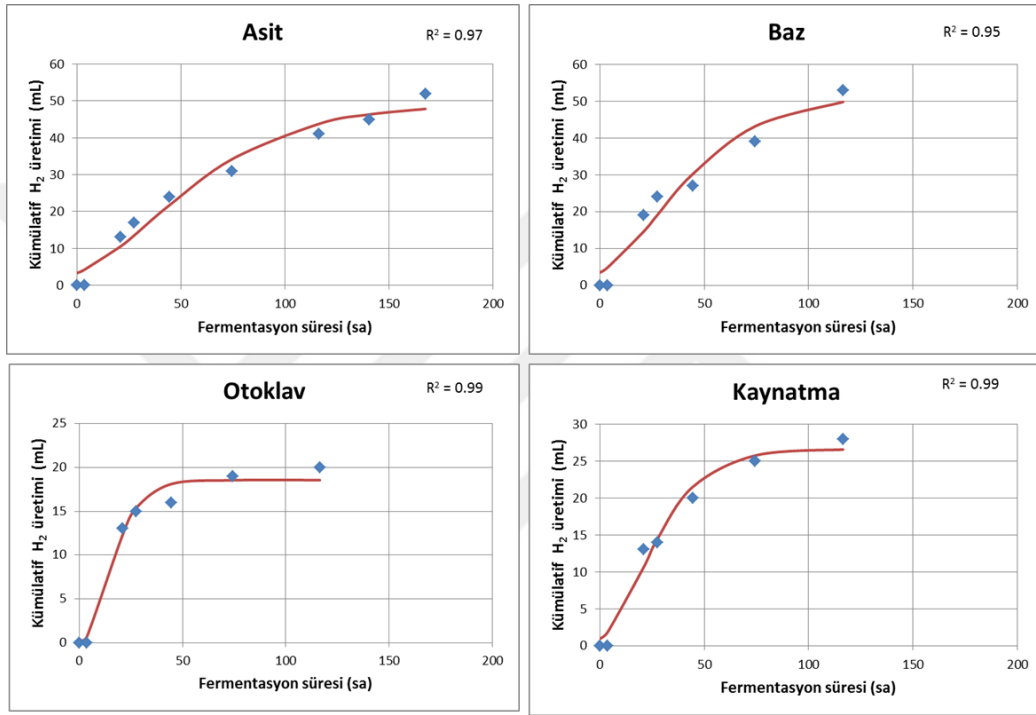 Asit
R² = 0.97
Kümülatif H₂ üretimi (mL)
60
50
40
30
20
10
0
0 50 100 150 200
Fermentasyon süresi (sa)
Baz
R² = 0.95
Kümülatif H₂ üretimi (mL)
60
50
40
30
20
10
0
0 50 100 150 200
Fermentasyon süresi (sa)
Otoklav
R² = 0.99
Kümülatif H₂ üretimi (mL)
25
20
15
10
5
0
0 50 100 150 200
Fermentasyon süresi (sa)
Kaynatma
R² = 0.99
Kümülatif H₂ üretimi (mL)
30
25
20
15
10
5
0
0 50 100 150 200
Fermentasyon süresi (sa)